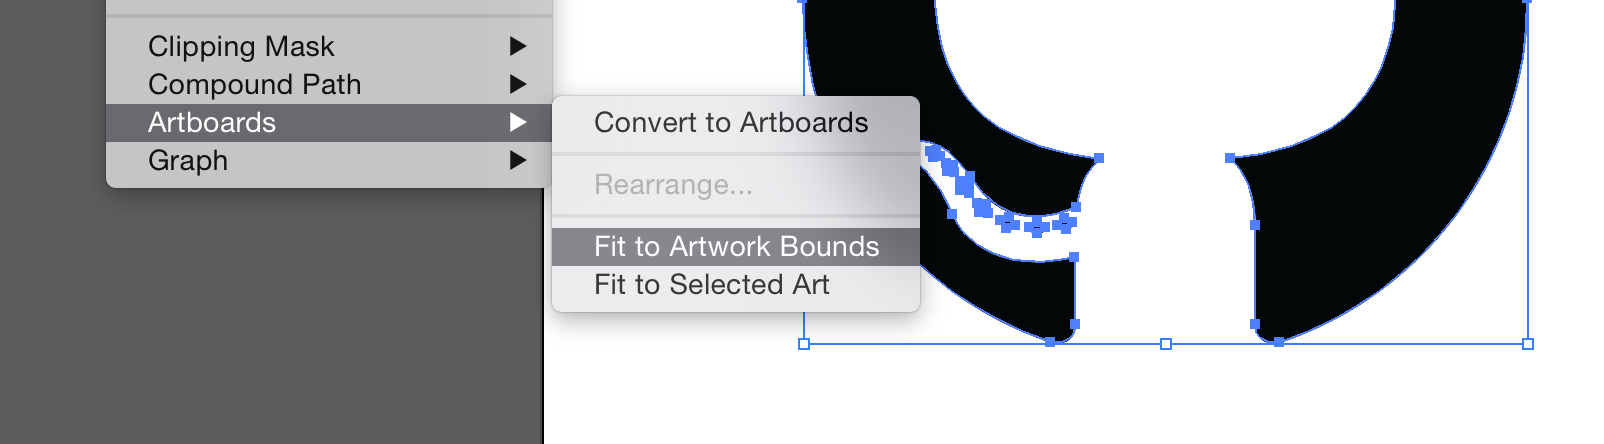 Clipping Mask
Compound Path
Artboards
Graph
Convert to Artboards
Rearrange...
Fit to Artwork Bounds
Fit to Selected Art